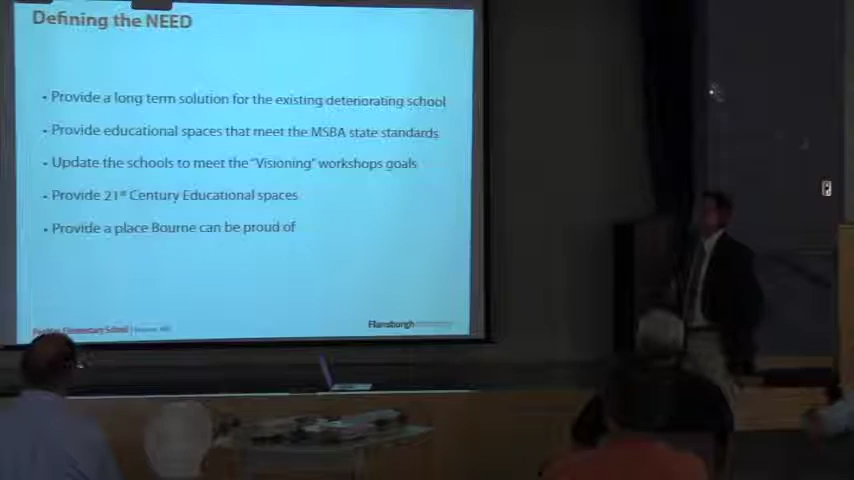 Defining the NEED
• Provide a long term solution for the existing deteriorating school
• Provide educational spaces that meet the MSBA state standards
• Update the schools to meet the "Visioning" workshops goals
• Provide 21st Century Educational spaces
• Provide a place Bourne can be proud of
Elementary School
Flansburgh